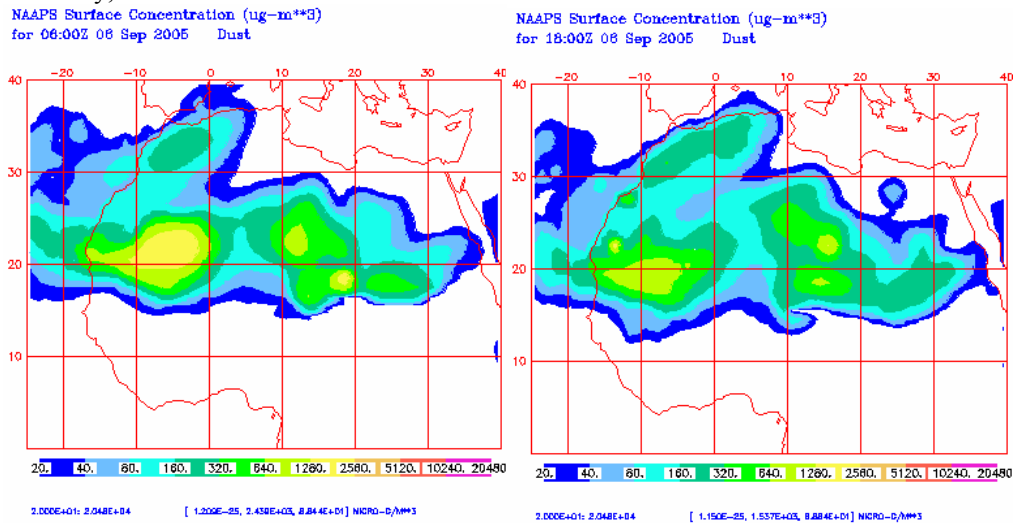 NAAPS Surface Concentration (ug-m**3)
for 06:00Z 06 Sep 2005 Dust
-20 -10 0 10 20 30 40
40
30
20
10
20. 40. 80. 160. 320. 640. 1280. 2560. 5120. 10240. 20480
2.000E+01: 2.048E+04 [ 1.209E-25, 2.439E+03, 8.844E+01] MICRO-G/M**3
NAAPS Surface Concentration (ug-m**3)
for 18:00Z 06 Sep 2005 Dust
-20 -10 0 10 20 30 40
40
30
20
10
20. 40. 80. 160. 320. 640. 1280. 2560. 5120. 10240. 20480
2.000E+01: 2.048E+04 [ 1.150E-25, 1.537E+03, 8.884E+01] MICRO-G/M**3